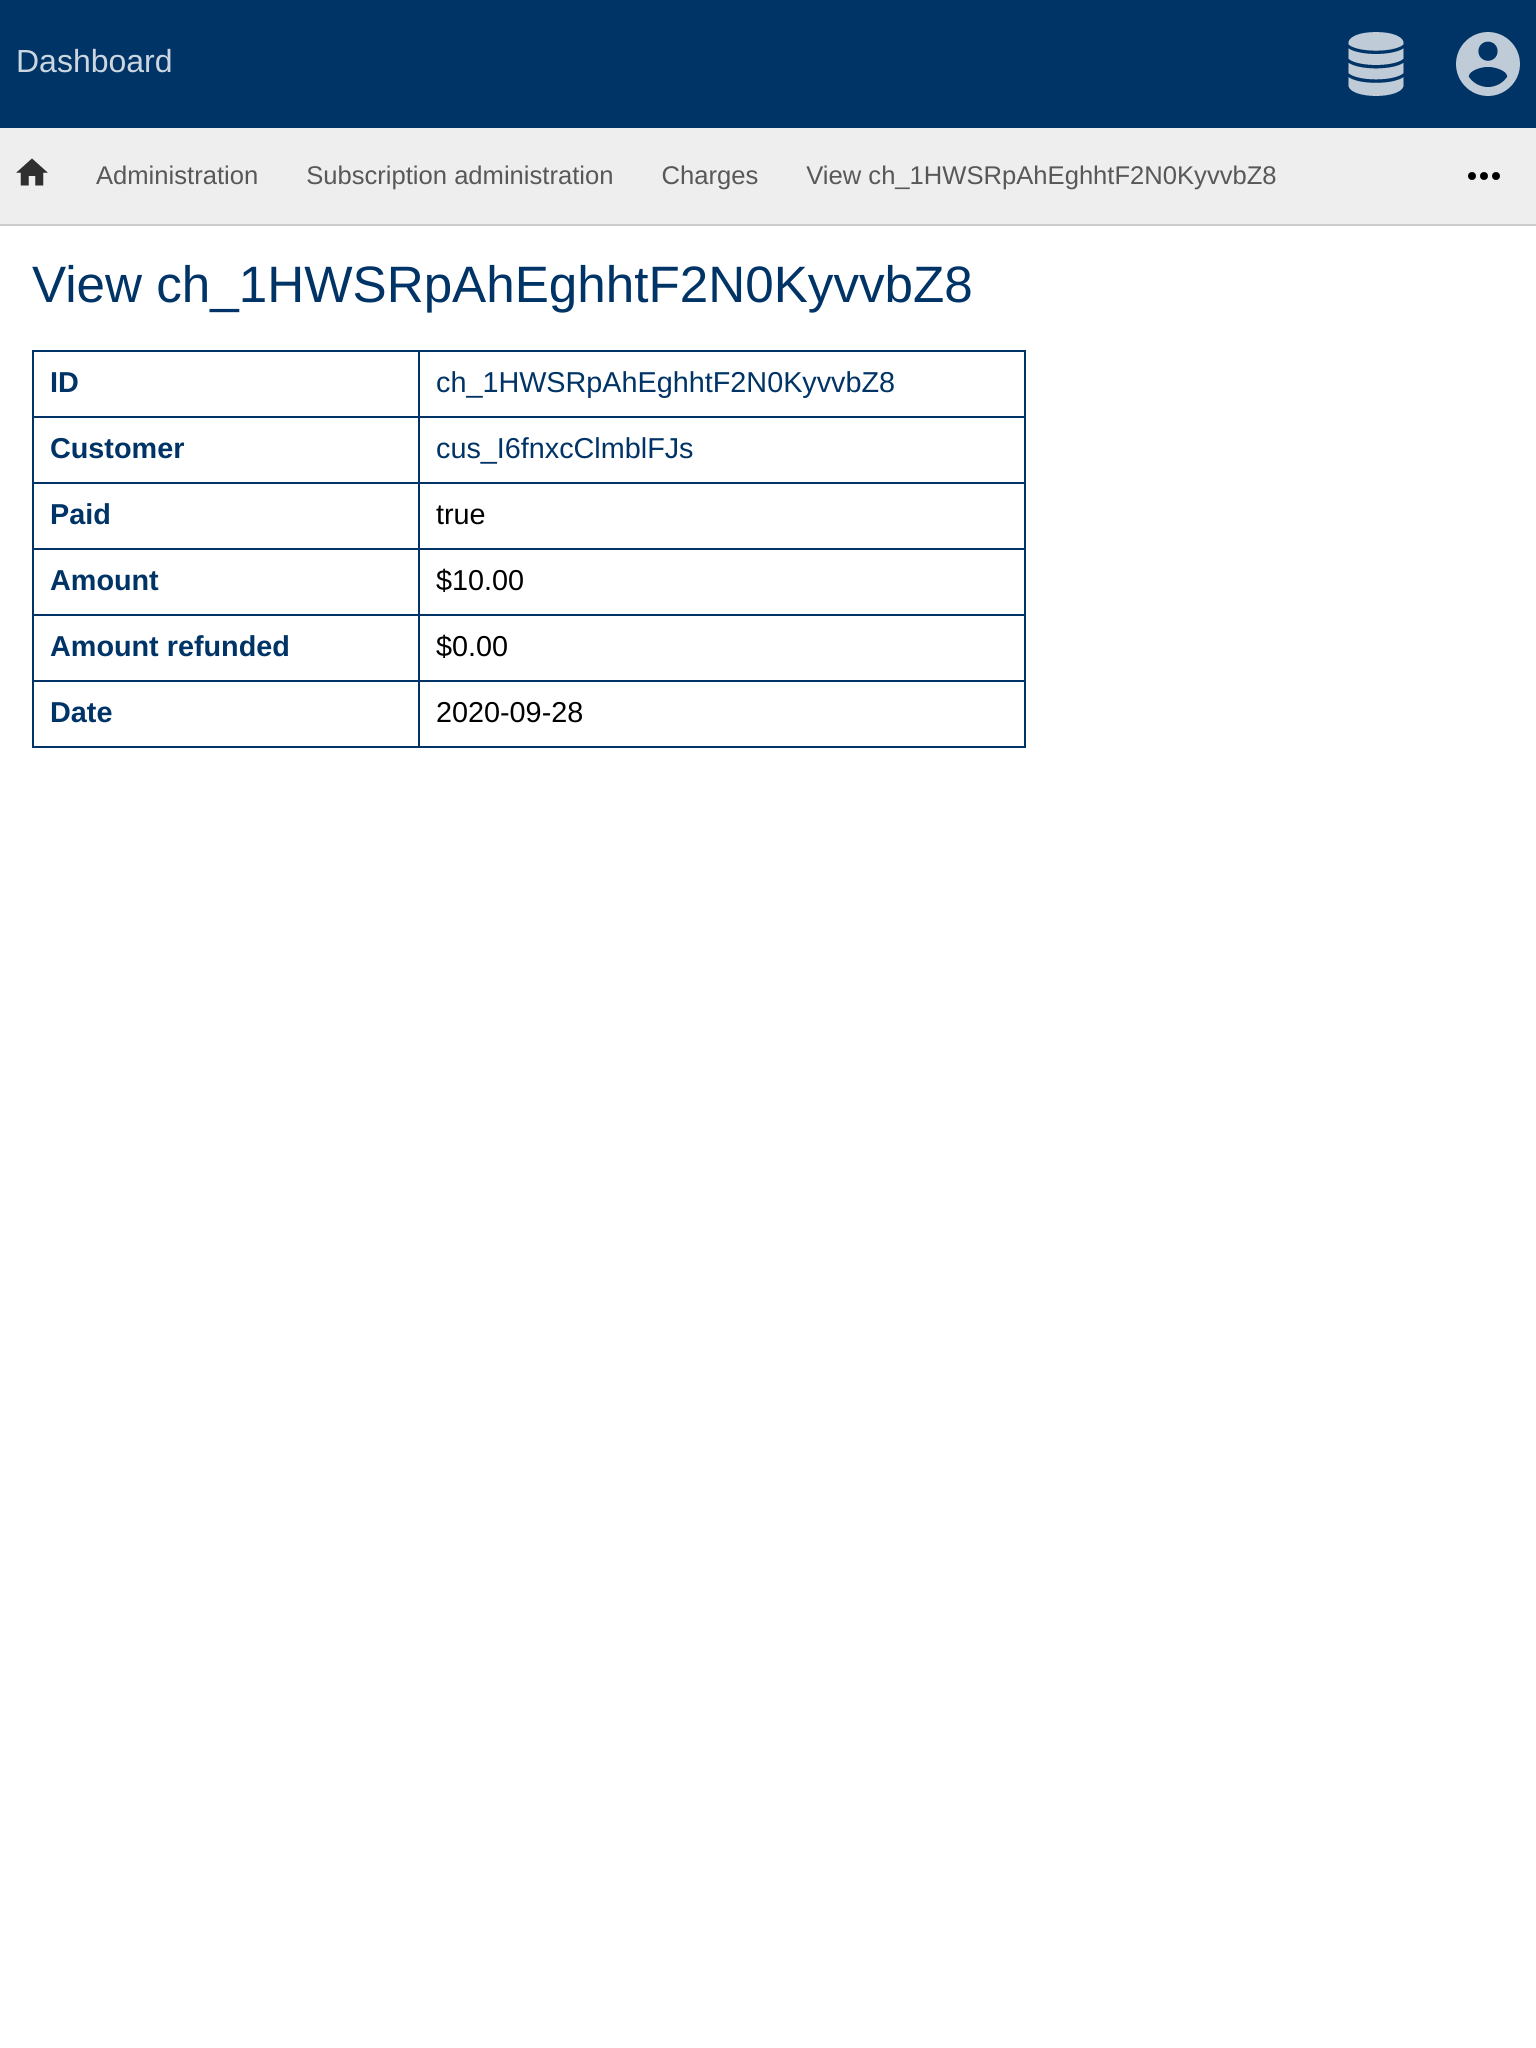 Dashboard
Administration Subscription administration Charges View ch_1HWSRpAhEghhtF2N0KyvvbZ8
View ch_1HWSRpAhEghhtF2N0KyvvbZ8
ID ch_1HWSRpAhEghhtF2N0KyvvbZ8
Customer cus_I6fnxcClmblFJs
Paid true
Amount $10.00
Amount refunded $0.00
Date 2020-09-28